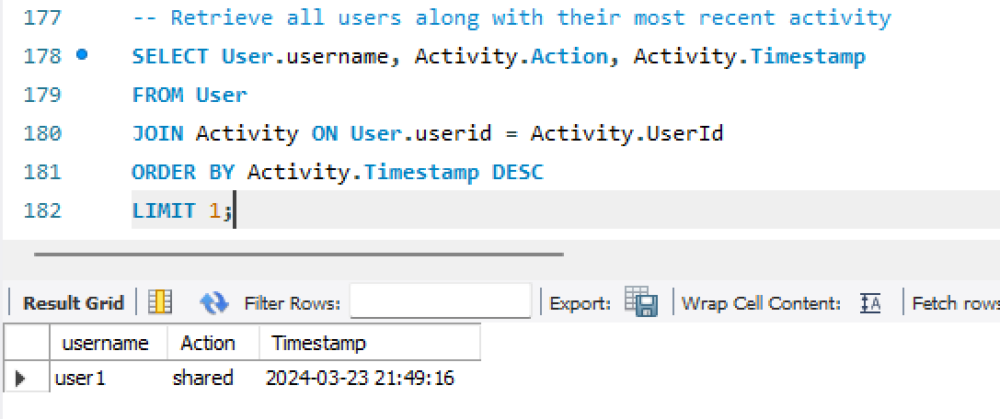 177 -- Retrieve all users along with their most recent activity
178 SELECT User.username, Activity.Action, Activity.Timestamp
179 FROM User
180 JOIN Activity ON User.userid = Activity.UserId
181 ORDER BY Activity.Timestamp DESC
182 LIMIT 1;
Result Grid Filter Rows: Export: Wrap Cell Content: Fetch rows
username Action Timestamp
user1 shared 2024-03-23 21:49:16